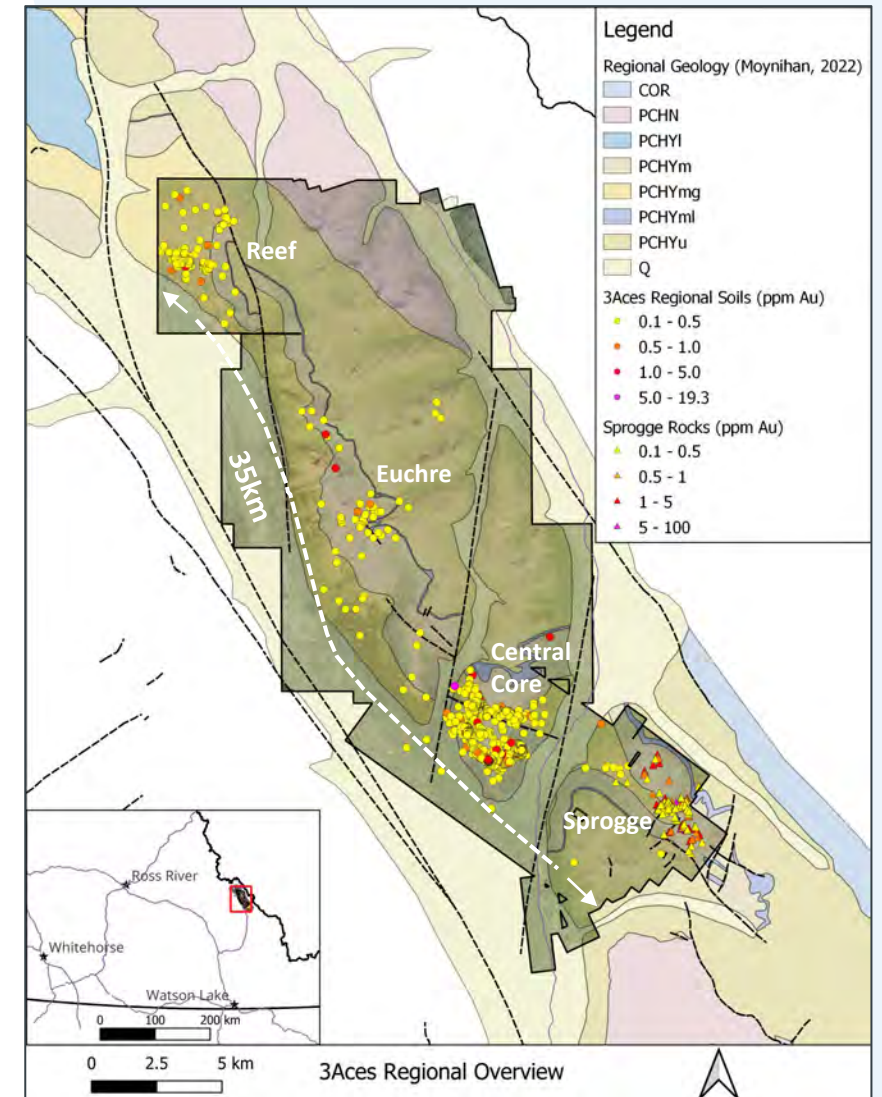 Legend
Regional Geology (Moynihan, 2022)
COR
PCHN
PCHYl
PCHYm
PCHYmg
PCHYml
PCHYu
Q
3Aces Regional Soils (ppm Au)
0.1 - 0.5
0.5 - 1.0
1.0 - 5.0
5.0 - 19.3
Sprogge Rocks (ppm Au)
0.1 - 0.5
0.5 - 1
1 - 5
5 - 100
Reef
35km
Euchre
Central
Core
Sprogge
Ross River
Whitehorse
Watson Lake
0 100 200 km
0 2.5 5 km
3Aces Regional Overview